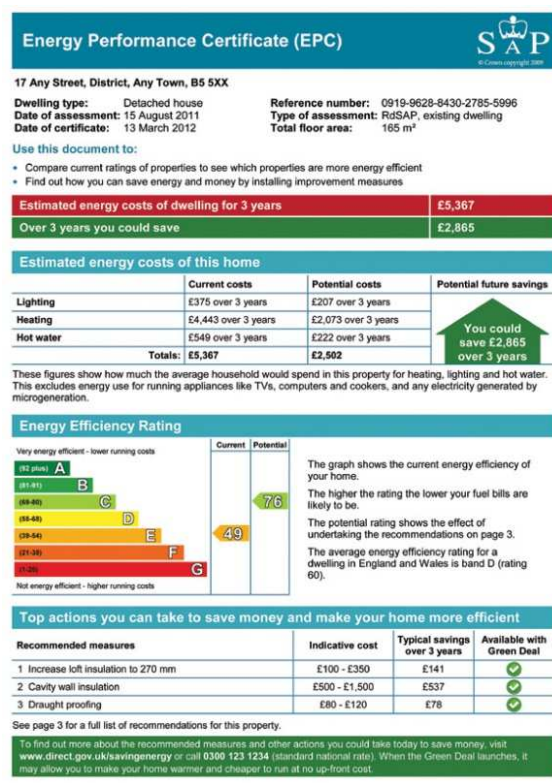 Energy Performance Certificate (EPC)
SAP
© Crown copyright 2009
17 Any Street, District, Any Town, B5 5XX
Dwelling type: Detached house
Date of assessment: 15 August 2011
Date of certificate: 13 March 2012
Reference number: 0919-9628-8430-2785-5996
Type of assessment: RdSAP, existing dwelling
Total floor area: 165 m²
Use this document to:
• Compare current ratings of properties to see which properties are more energy efficient
• Find out how you can save energy and money by installing improvement measures
Estimated energy costs of dwelling for 3 years £5,367
Over 3 years you could save £2,865
Estimated energy costs of this home
Current costs Potential costs Potential future savings
Lighting £375 over 3 years £207 over 3 years
Heating £4,443 over 3 years £2,073 over 3 years
Hot water £549 over 3 years £222 over 3 years
Totals: £5,367 £2,502
You could
save £2,865
over 3 years
These figures show how much the average household would spend in this property for heating, lighting and hot water.
This excludes energy use for running appliances like TVs, computers and cookers, and any electricity generated by
microgeneration.
Energy Efficiency Rating
Current Potential
Very energy efficient - lower running costs
(92 plus) A
(81-91) B
(69-80) C
(55-68) D
(39-54) E
(21-38) F
(1-20) G
Not energy efficient - higher running costs
49
76
The graph shows the current energy efficiency of
your home.
The higher the rating the lower your fuel bills are
likely to be.
The potential rating shows the effect of
undertaking the recommendations on page 3.
The average energy efficiency rating for a
dwelling in England and Wales is band D (rating
60).
Top actions you can take to save money and make your home more efficient
Recommended measures Indicative cost Typical savings over 3 years Available with Green Deal
1 Increase loft insulation to 270 mm £100 - £350 £141
2 Cavity wall insulation £500 - £1,500 £537
3 Draught proofing £80 - £120 £78
See page 3 for a full list of recommendations for this property.
To find out more about the recommended measures and other actions you could take today to save money, visit
www.direct.gov.uk/savingenergy or call 0300 123 1234 (standard national rate). When the Green Deal launches, it
may allow you to make your home warmer and cheaper to run at no up-front cost.